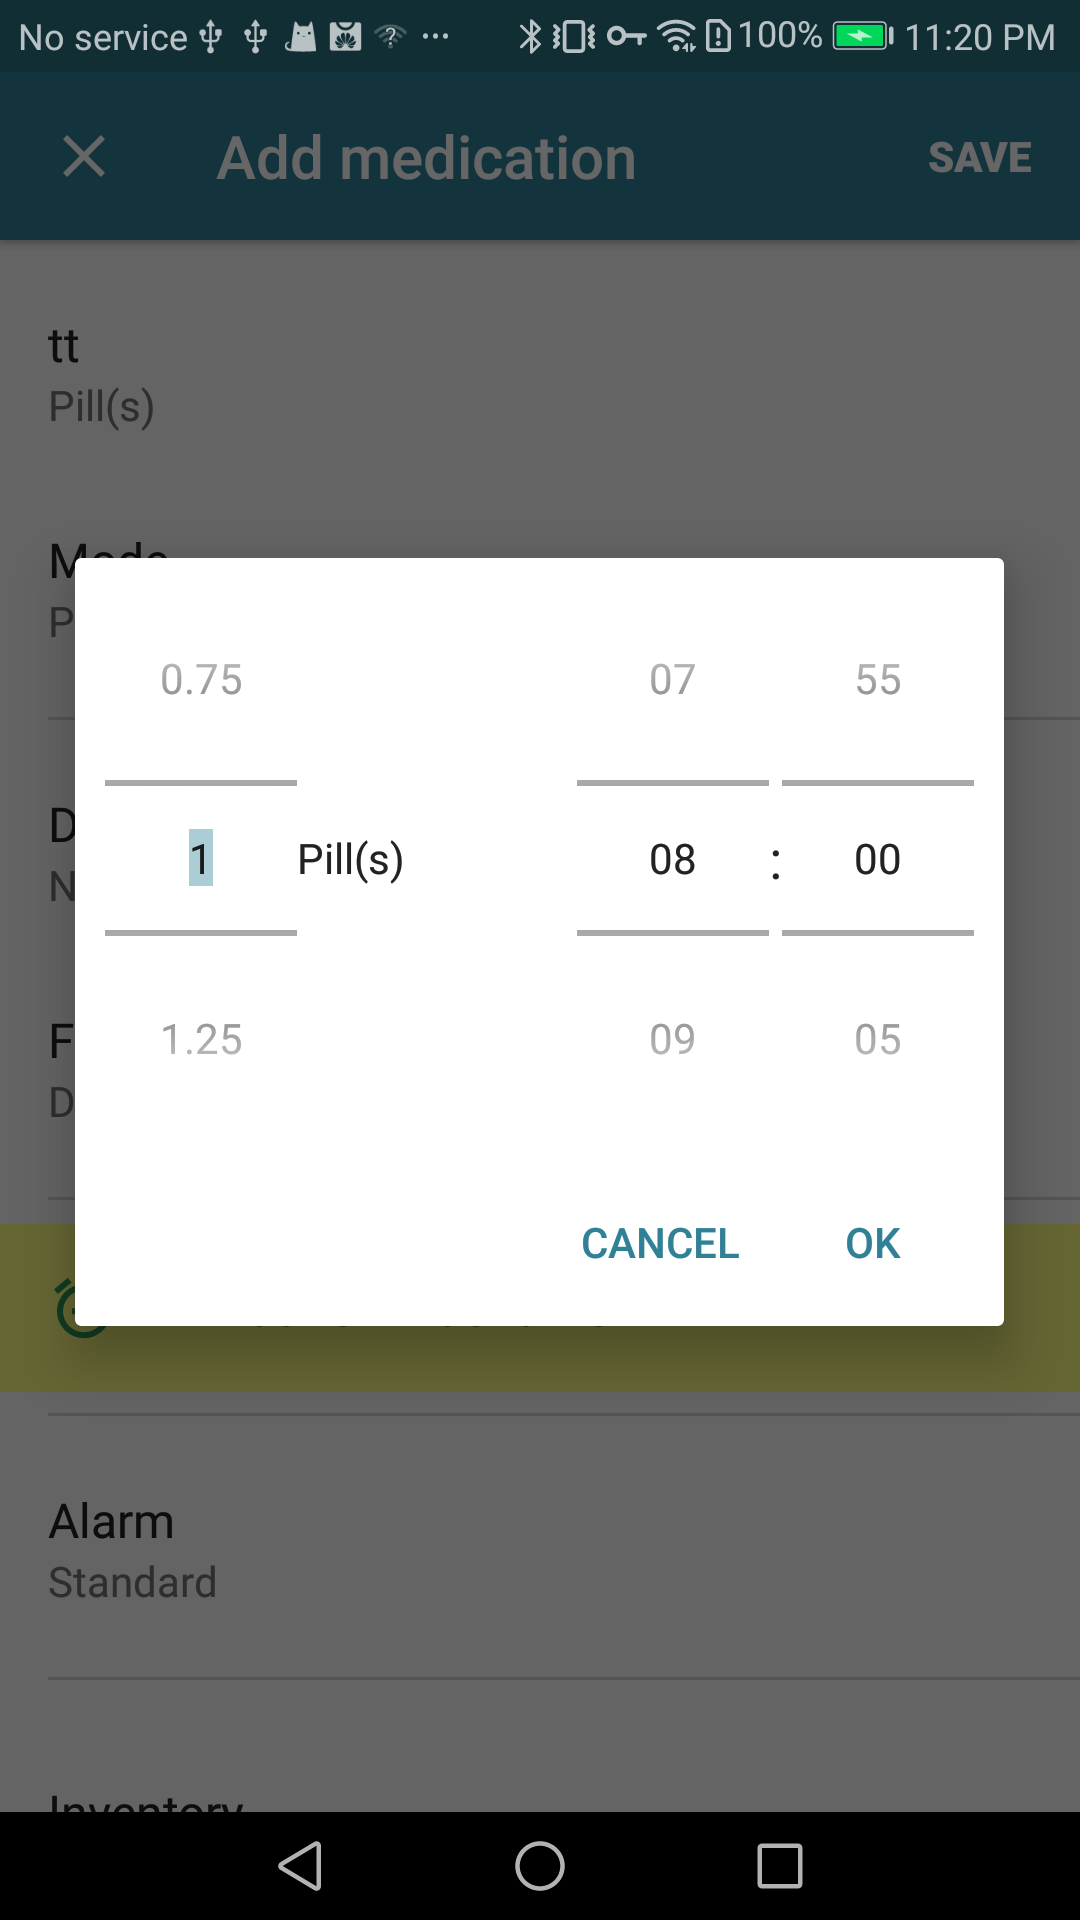 No service 100% 11:20 PM
Add medication SAVE
tt
Pill(s)
Mode
P
0.75 07 55
D
1 Pill(s) 08 : 00
N
F
1.25 09 05
D
CANCEL OK
Alarm
Standard
Inventory